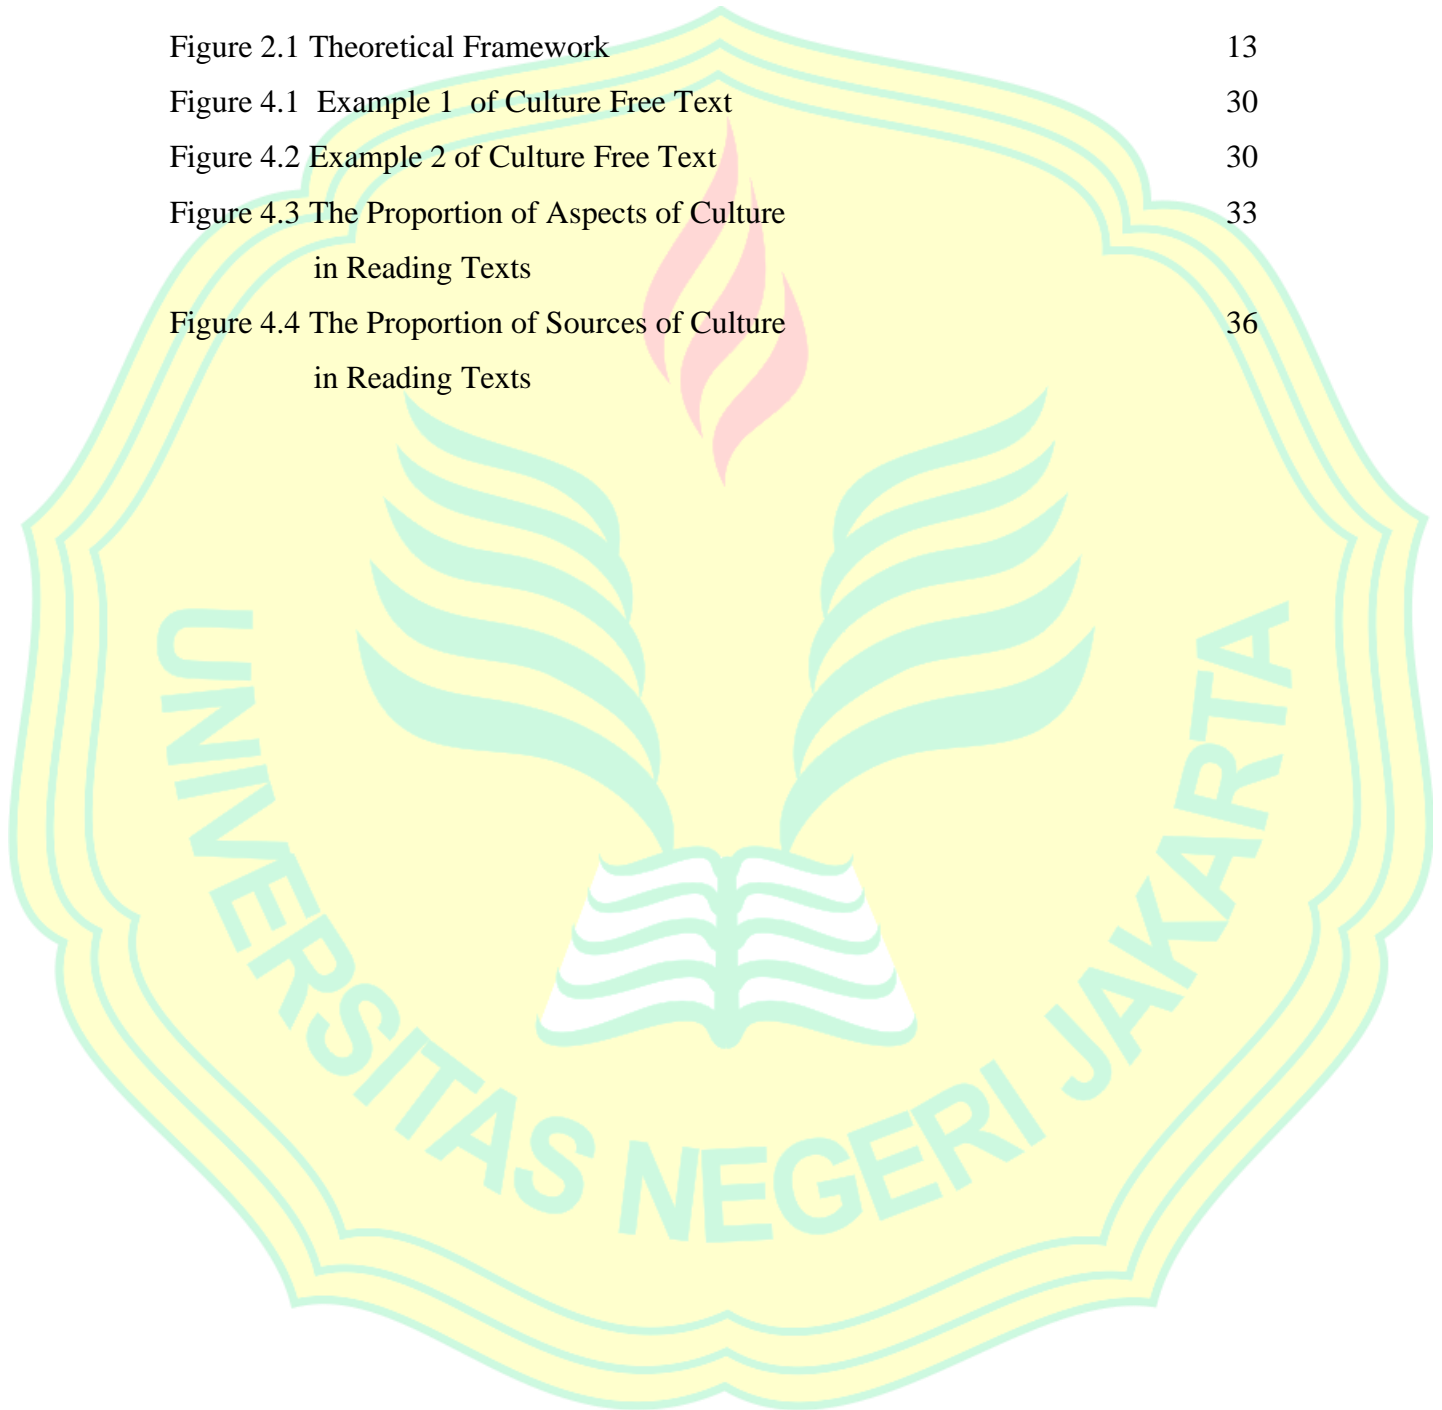 Figure 2.1 Theoretical Framework 13
Figure 4.1 Example 1 of Culture Free Text 30
Figure 4.2 Example 2 of Culture Free Text 30
Figure 4.3 The Proportion of Aspects of Culture 33
in Reading Texts
Figure 4.4 The Proportion of Sources of Culture 36
in Reading Texts
UNIVERSITAS NEGERI JAKARTA